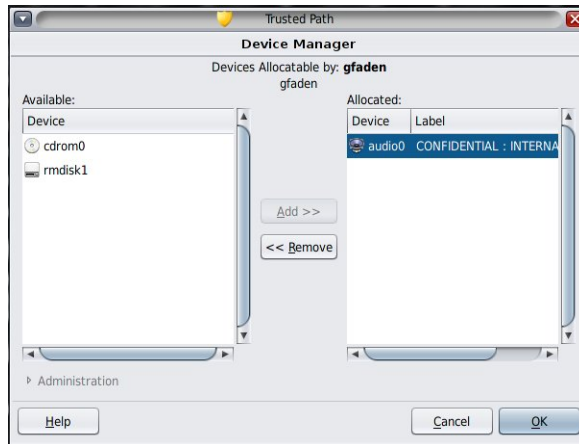 Trusted Path
Device Manager
Devices Allocatable by: gfaden
gfaden
Available:
Device
cdrom0
rmdisk1
Add >>
<< Remove
Allocated:
Device Label
audio0 CONFIDENTIAL : INTERNA
Administration
Help
Cancel
OK